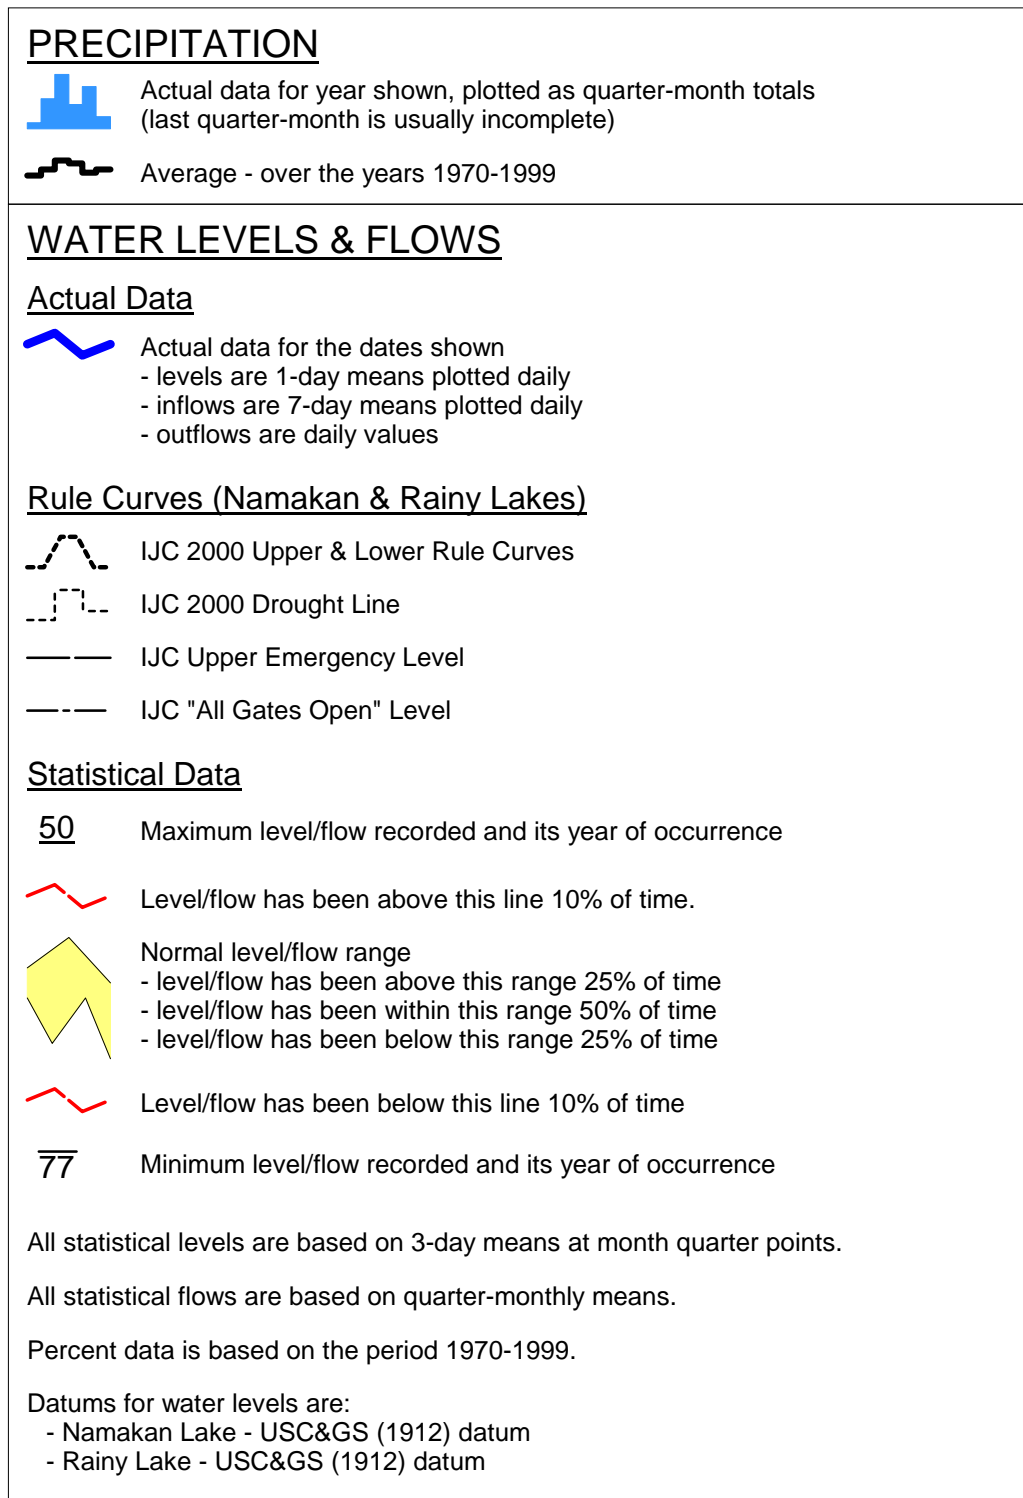 PRECIPITATION
Actual data for year shown, plotted as quarter-month totals
(last quarter-month is usually incomplete)
Average - over the years 1970-1999
WATER LEVELS & FLOWS
Actual Data
Actual data for the dates shown
- levels are 1-day means plotted daily
- inflows are 7-day means plotted daily
- outflows are daily values
Rule Curves (Namakan & Rainy Lakes)
IJC 2000 Upper & Lower Rule Curves
IJC 2000 Drought Line
IJC Upper Emergency Level
IJC "All Gates Open" Level
Statistical Data
50 Maximum level/flow recorded and its year of occurrence
Level/flow has been above this line 10% of time.
Normal level/flow range
- level/flow has been above this range 25% of time
- level/flow has been within this range 50% of time
- level/flow has been below this range 25% of time
Level/flow has been below this line 10% of time
77 Minimum level/flow recorded and its year of occurrence
All statistical levels are based on 3-day means at month quarter points.
All statistical flows are based on quarter-monthly means.
Percent data is based on the period 1970-1999.
Datums for water levels are:
- Namakan Lake - USC&GS (1912) datum
- Rainy Lake - USC&GS (1912) datum